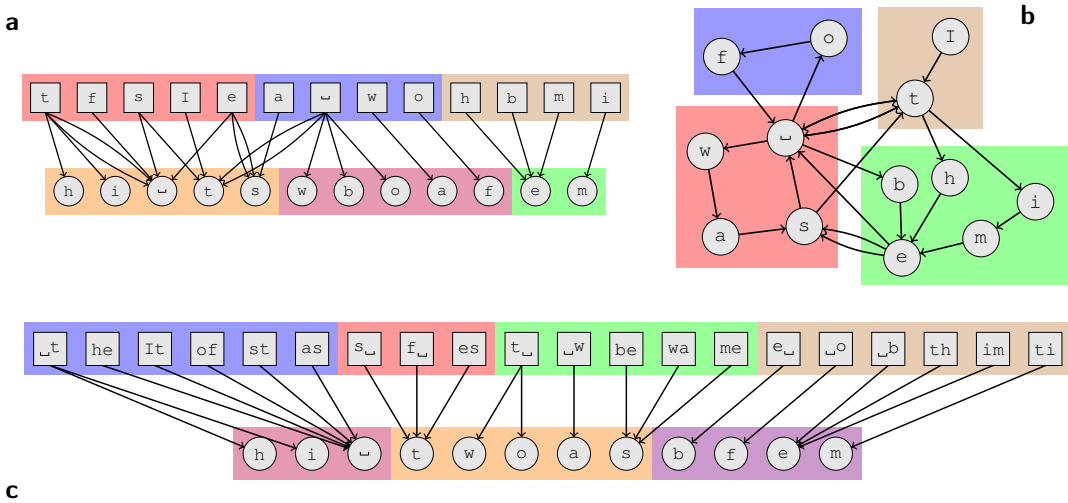 a
t f s I e a ␣ w o h b m i
h i ␣ t s w b o a f e m
b
f o I
t
w ␣
b h i
a s m
e
␣t he It of st as s␣ f␣ es t␣ ␣w be wa me e␣ ␣o ␣b th im ti
h i ␣ t w o a s b f e m
c